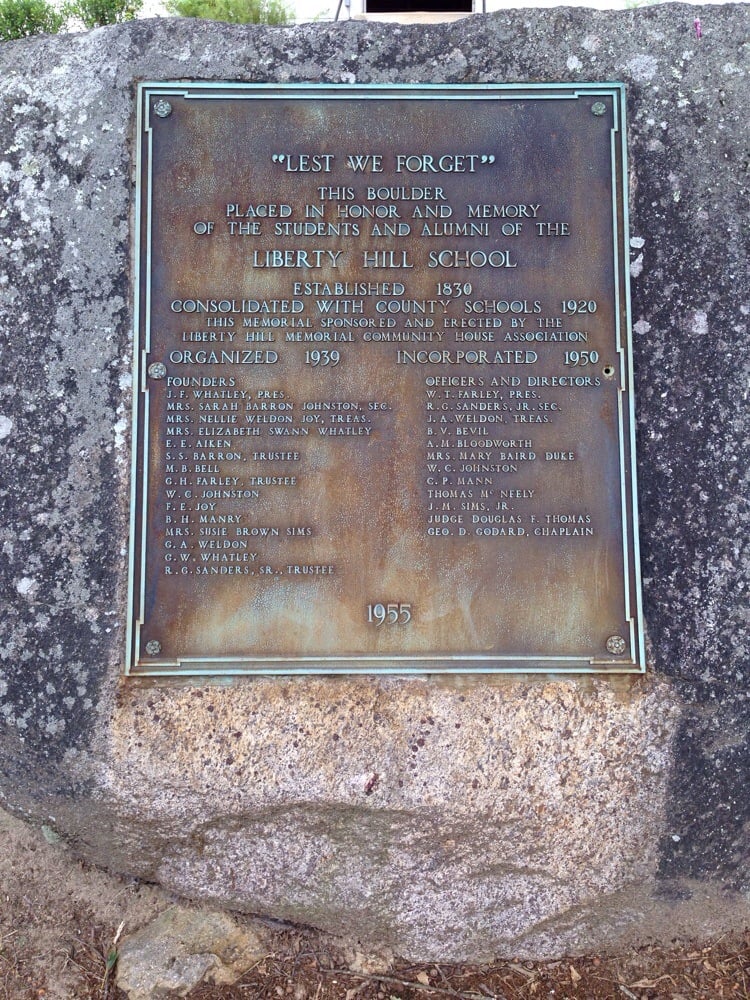 "LEST WE FORGET"
THIS BOULDER
PLACED IN HONOR AND MEMORY
OF THE STUDENTS AND ALUMNI OF THE
LIBERTY HILL SCHOOL
ESTABLISHED 1830
CONSOLIDATED WITH COUNTY SCHOOLS 1920
THIS MEMORIAL SPONSORED AND ERECTED BY THE
LIBERTY HILL MEMORIAL COMMUNITY HOUSE ASSOCIATION
ORGANIZED 1939 INCORPORATED 1950
FOUNDERS
J. F. WHATLEY, PRES.
MRS. SARAH BARRON JOHNSTON, SEC.
MRS. NELLIE WELDON JOY, TREAS.
MRS. ELIZABETH SWANN WHATLEY
E. E. AIKEN
S. S. BARRON, TRUSTEE
M. B. BELL
G. H. FARLEY, TRUSTEE
W. C. JOHNSTON
F. E. JOY
B. H. MANRY
MRS. SUSIE BROWN SIMS
G. A. WELDON
G. W. WHATLEY
R. G. SANDERS, SR., TRUSTEE
OFFICERS AND DIRECTORS
W. T. FARLEY, PRES.
R. G. SANDERS, JR. SEC.
J. A. WELDON, TREAS.
B. V. BEVIL
A. M. BLOODWORTH
MRS. MARY BAIRD DUKE
W. C. JOHNSTON
C. P. MANN
THOMAS Mc NEELY
J. M. SIMS, JR.
JUDGE DOUGLAS F. THOMAS
GEO. D. GODARD, CHAPLAIN
1955